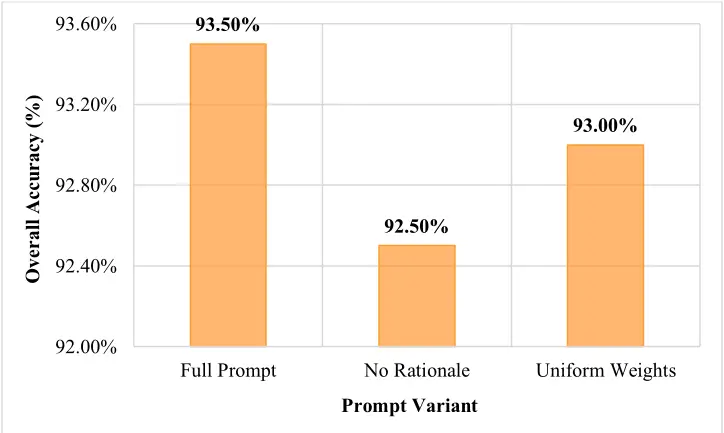 93.60%
93.50%
93.20%
93.00%
92.80%
92.50%
92.40%
92.00%
Overall Accuracy (%)
Full Prompt No Rationale Uniform Weights
Prompt Variant